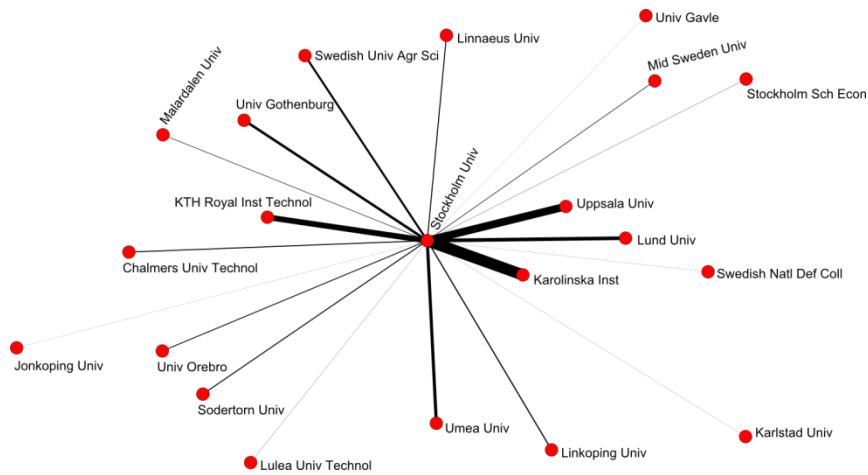 Univ Gavle
Linnaeus Univ
Swedish Univ Agr Sci
Mid Sweden Univ
Stockholm Sch Econ
Malardalen Univ
Univ Gothenburg
Stockholm Univ
KTH Royal Inst Technol
Uppsala Univ
Lund Univ
Chalmers Univ Technol
Swedish Natl Def Coll
Karolinska Inst
Jonkoping Univ
Univ Orebro
Sodertorn Univ
Umea Univ
Karlstad Univ
Linkoping Univ
Lulea Univ Technol